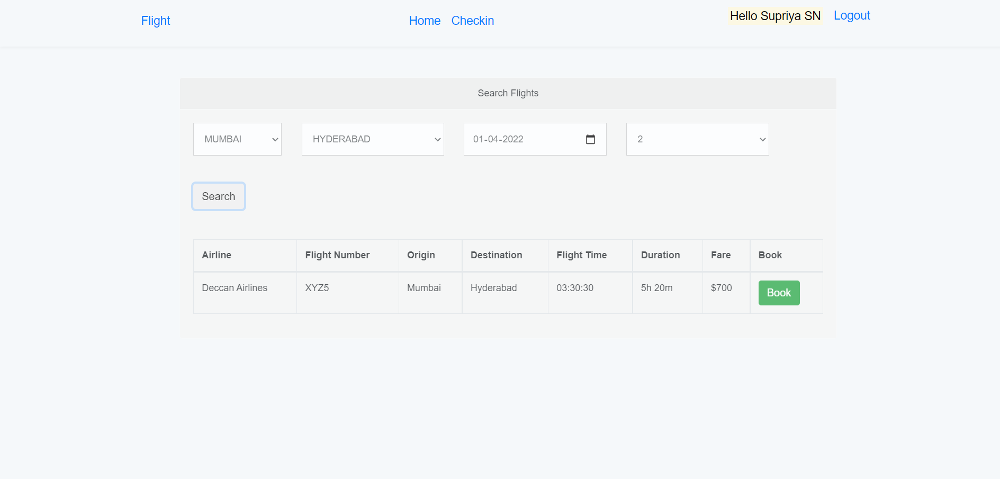 Flight Home Checkin Hello Supriya SN Logout
Search Flights
MUMBAI HYDERABAD 01-04-2022 2
Search
Airline Flight Number Origin Destination Flight Time Duration Fare Book
Deccan Airlines XYZ5 Mumbai Hyderabad 03:30:30 5h 20m $700 Book